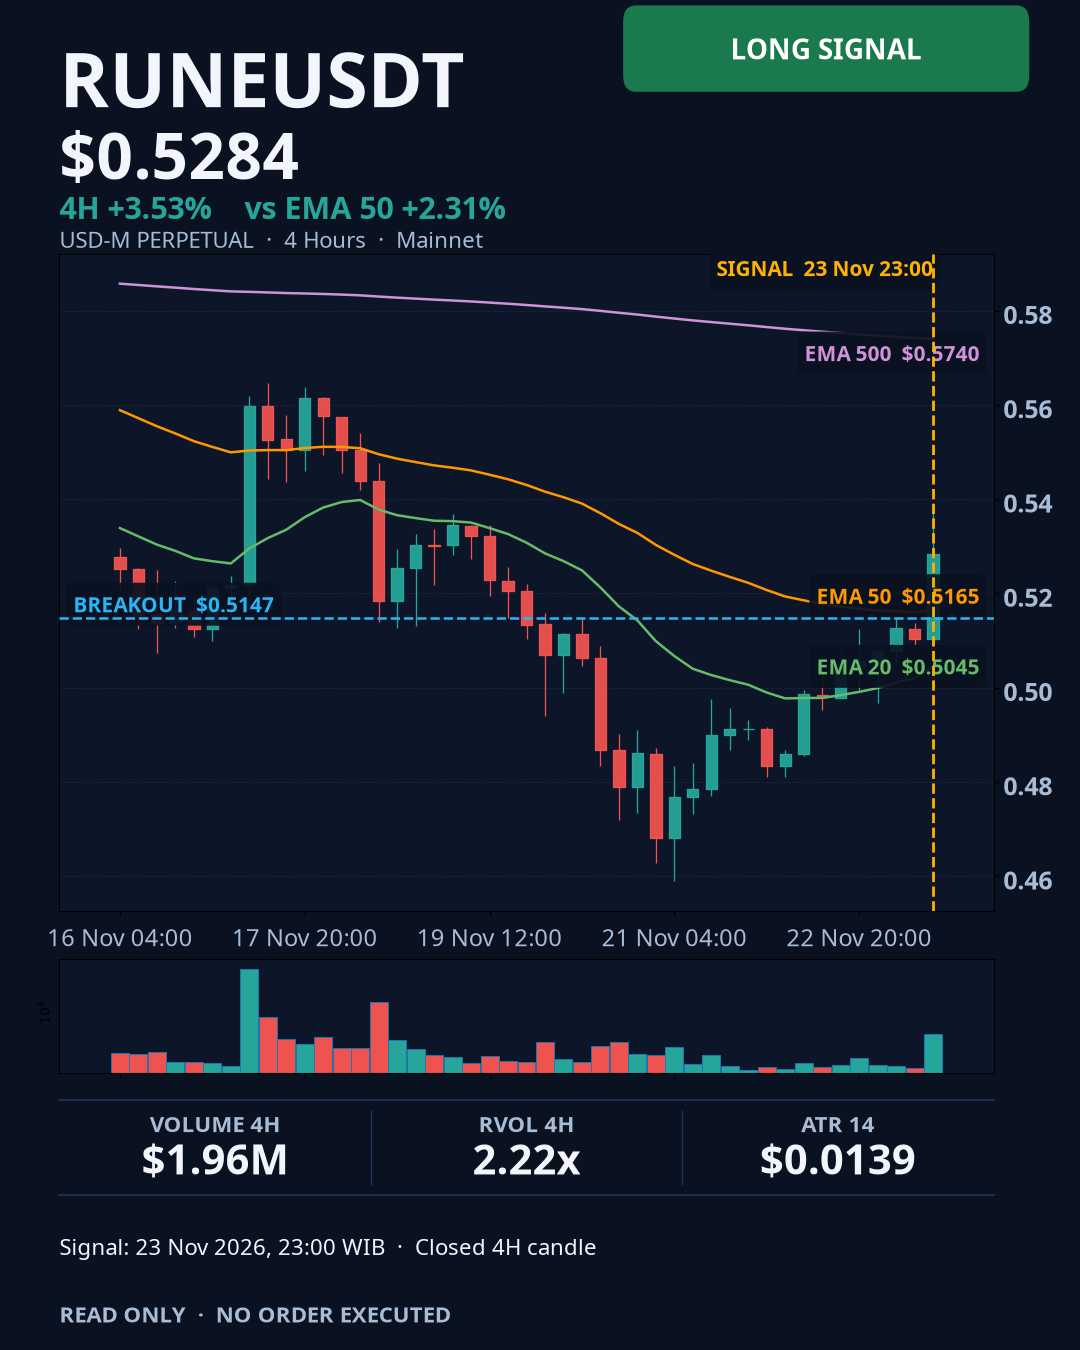 LONG SIGNAL
RUNEUSDT
$0.5284
4H +3.53% vs EMA 50 +2.31%
USD-M PERPETUAL · 4 Hours · Mainnet
SIGNAL 23 Nov 23:00
0.58
EMA 500 $0.5740
0.56
0.54
BREAKOUT $0.5147
EMA 50 $0.5165
0.52
EMA 20 $0.5045
0.50
0.48
0.46
16 Nov 04:00 17 Nov 20:00 19 Nov 12:00 21 Nov 04:00 22 Nov 20:00
10⁶
VOLUME 4H RVOL 4H ATR 14
$1.96M 2.22x $0.0139
Signal: 23 Nov 2026, 23:00 WIB · Closed 4H candle
READ ONLY · NO ORDER EXECUTED